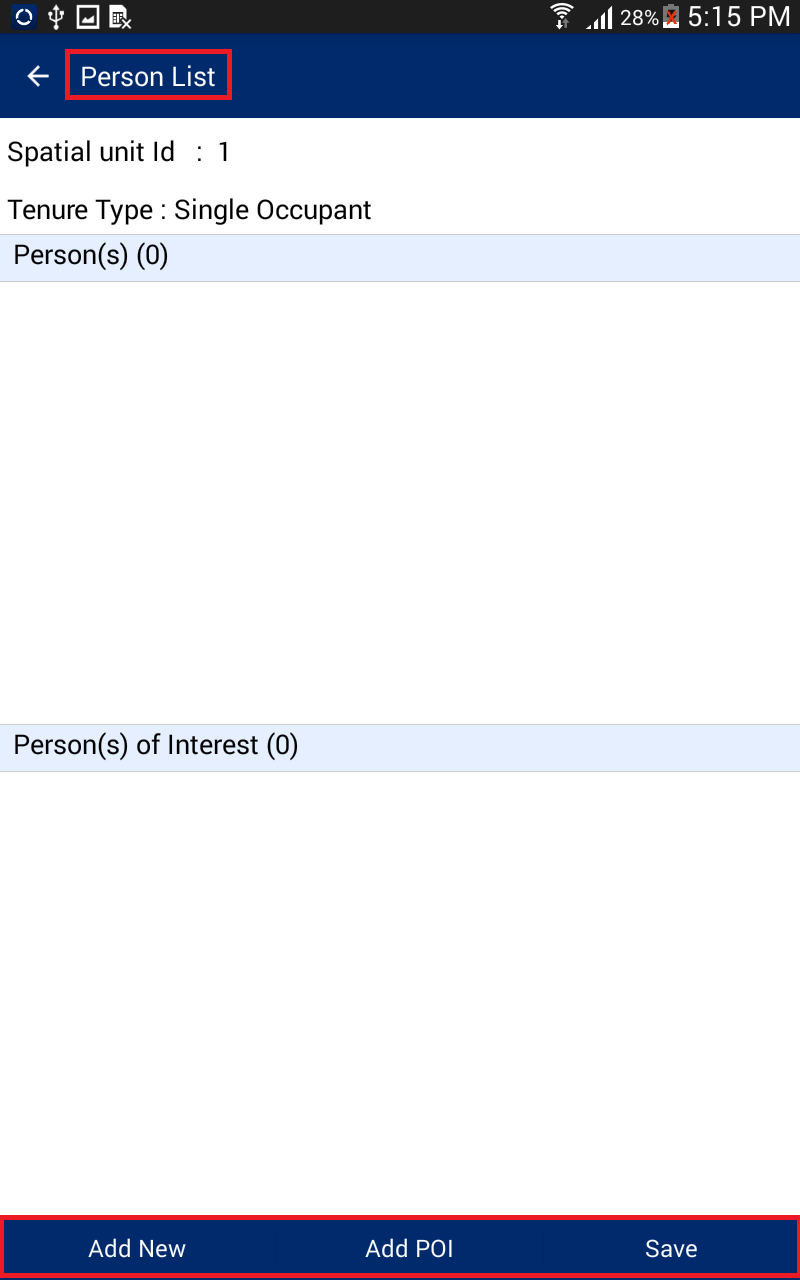 28% 5:15 PM
Person List
Spatial unit Id : 1
Tenure Type : Single Occupant
Person(s) (0)
Person(s) of Interest (0)
Add New Add POI Save